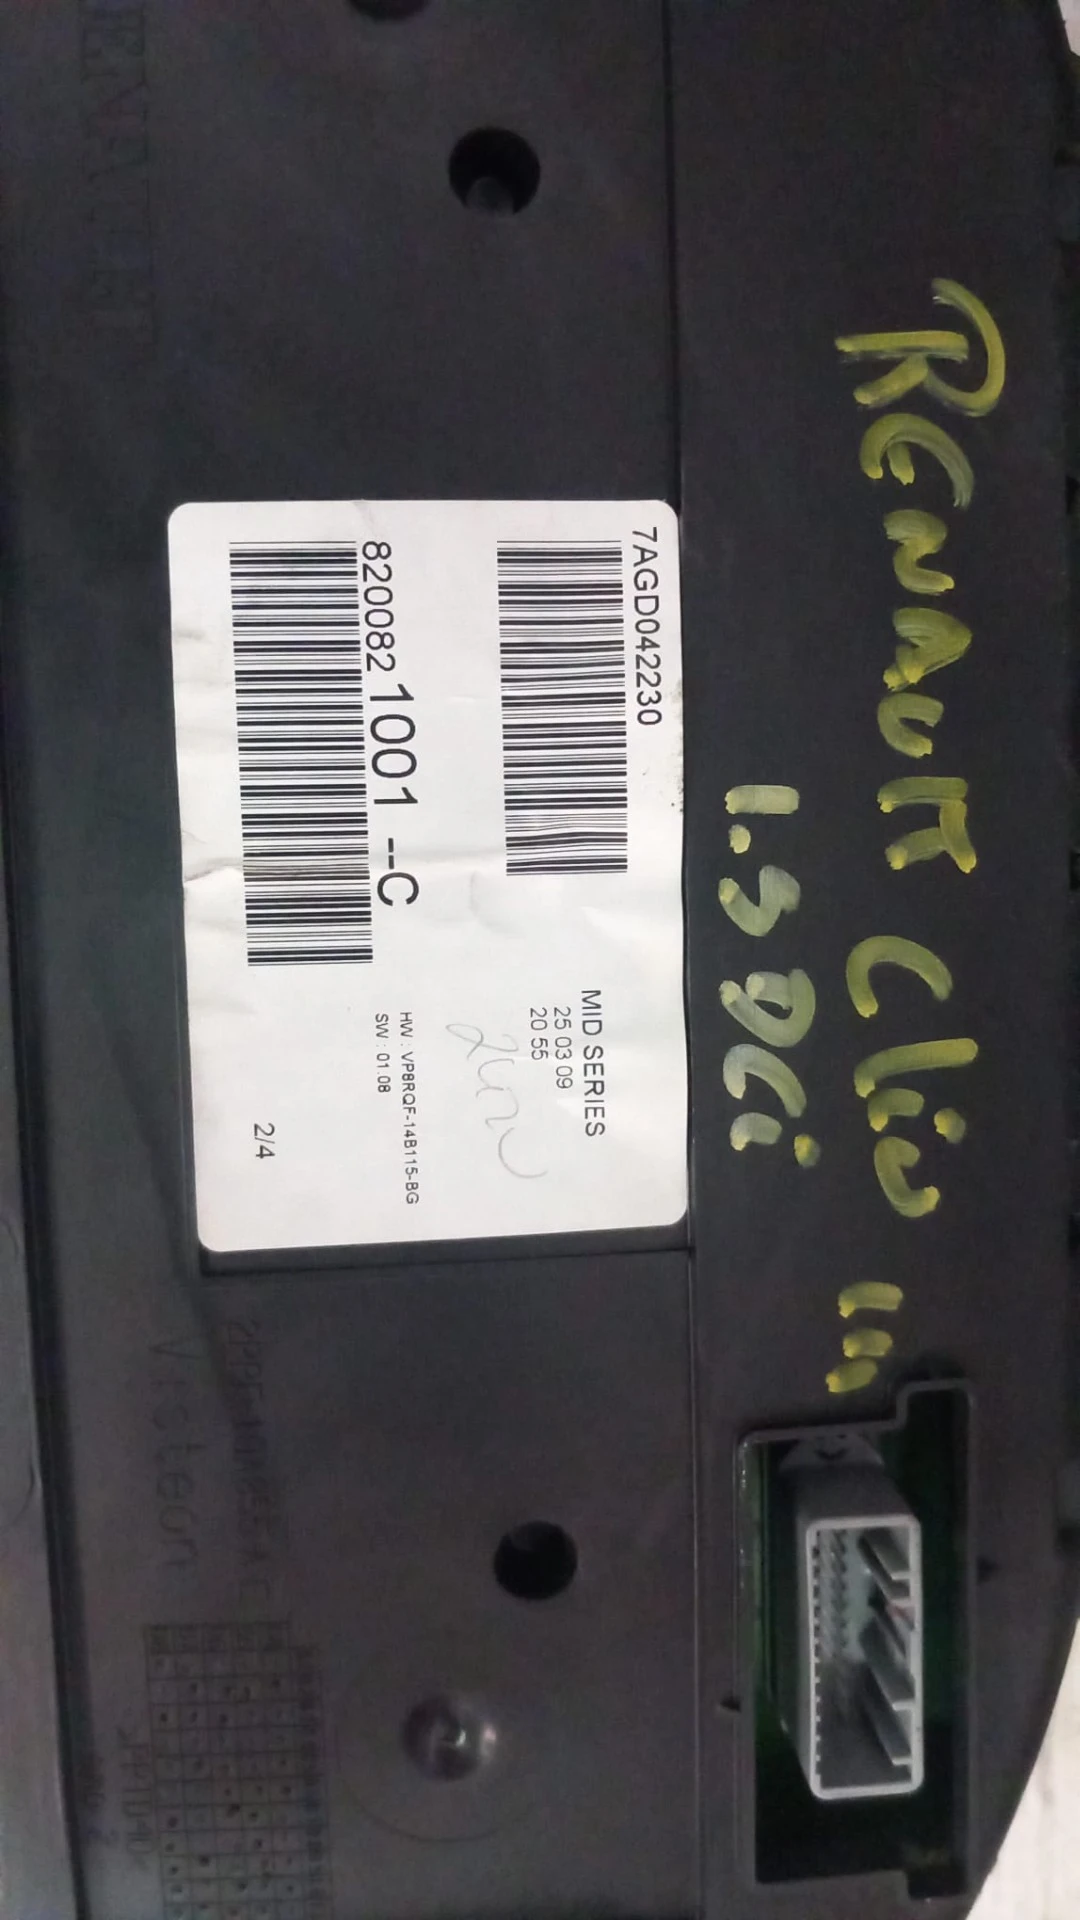 RENAULT Clio III
1.5 DCi
7AGD042230
MID SERIES
25 03 09
20 55
8200821001 --C
HW : VP8RQF-14B115-BG
SW : 01.08
2/4
Visteon